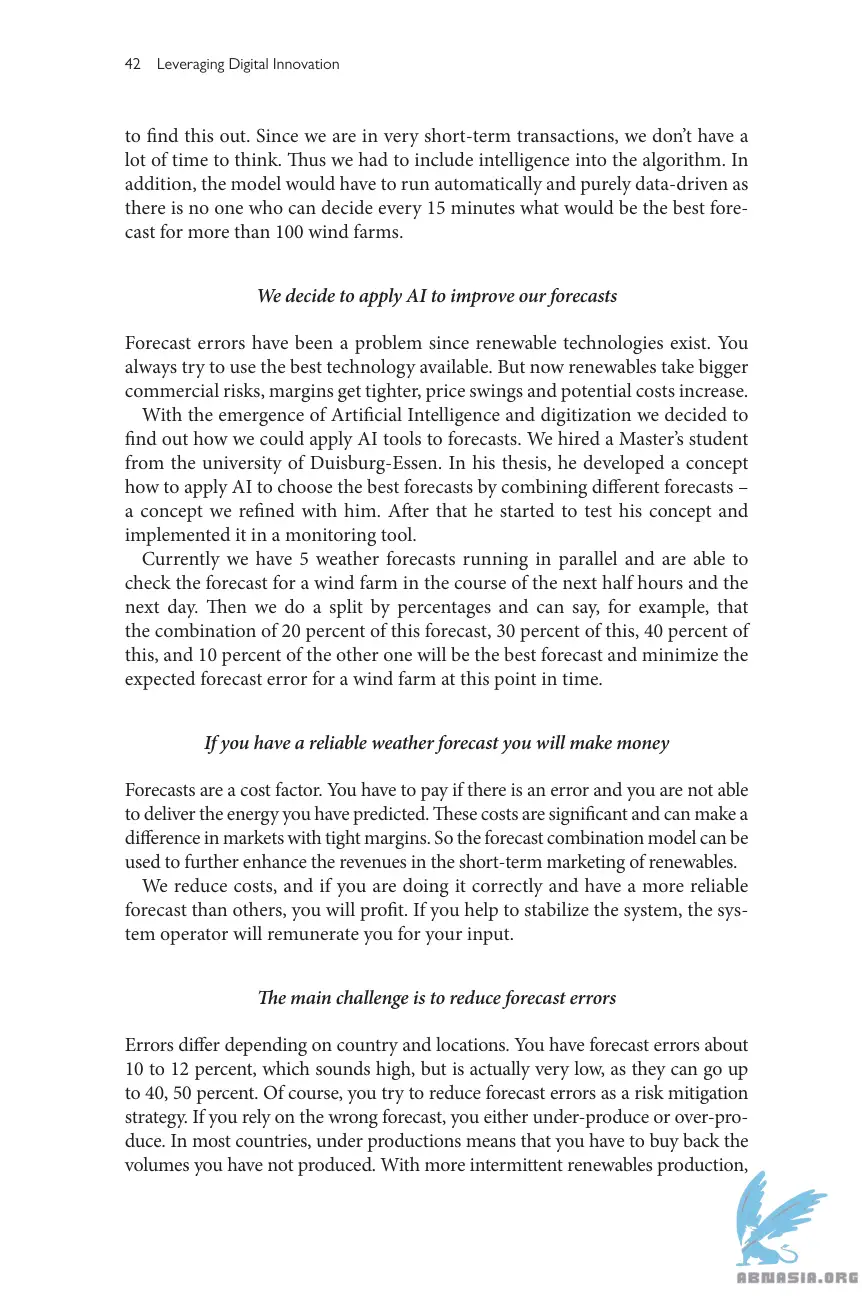 42 Leveraging Digital Innovation
to find this out. Since we are in very short-term transactions, we don’t have a
lot of time to think. Thus we had to include intelligence into the algorithm. In
addition, the model would have to run automatically and purely data-driven as
there is no one who can decide every 15 minutes what would be the best fore-
cast for more than 100 wind farms.
We decide to apply AI to improve our forecasts
Forecast errors have been a problem since renewable technologies exist. You
always try to use the best technology available. But now renewables take bigger
commercial risks, margins get tighter, price swings and potential costs increase.
With the emergence of Artificial Intelligence and digitization we decided to
find out how we could apply AI tools to forecasts. We hired a Master’s student
from the university of Duisburg-Essen. In his thesis, he developed a concept
how to apply AI to choose the best forecasts by combining different forecasts –
a concept we refined with him. After that he started to test his concept and
implemented it in a monitoring tool.
Currently we have 5 weather forecasts running in parallel and are able to
check the forecast for a wind farm in the course of the next half hours and the
next day. Then we do a split by percentages and can say, for example, that
the combination of 20 percent of this forecast, 30 percent of this, 40 percent of
this, and 10 percent of the other one will be the best forecast and minimize the
expected forecast error for a wind farm at this point in time.
If you have a reliable weather forecast you will make money
Forecasts are a cost factor. You have to pay if there is an error and you are not able
to deliver the energy you have predicted. These costs are significant and can make a
difference in markets with tight margins. So the forecast combination model can be
used to further enhance the revenues in the short-term marketing of renewables.
We reduce costs, and if you are doing it correctly and have a more reliable
forecast than others, you will profit. If you help to stabilize the system, the sys-
tem operator will remunerate you for your input.
The main challenge is to reduce forecast errors
Errors differ depending on country and locations. You have forecast errors about
10 to 12 percent, which sounds high, but is actually very low, as they can go up
to 40, 50 percent. Of course, you try to reduce forecast errors as a risk mitigation
strategy. If you rely on the wrong forecast, you either under-produce or over-pro-
duce. In most countries, under productions means that you have to buy back the
volumes you have not produced. With more intermittent renewables production,
ABNASIA.ORG